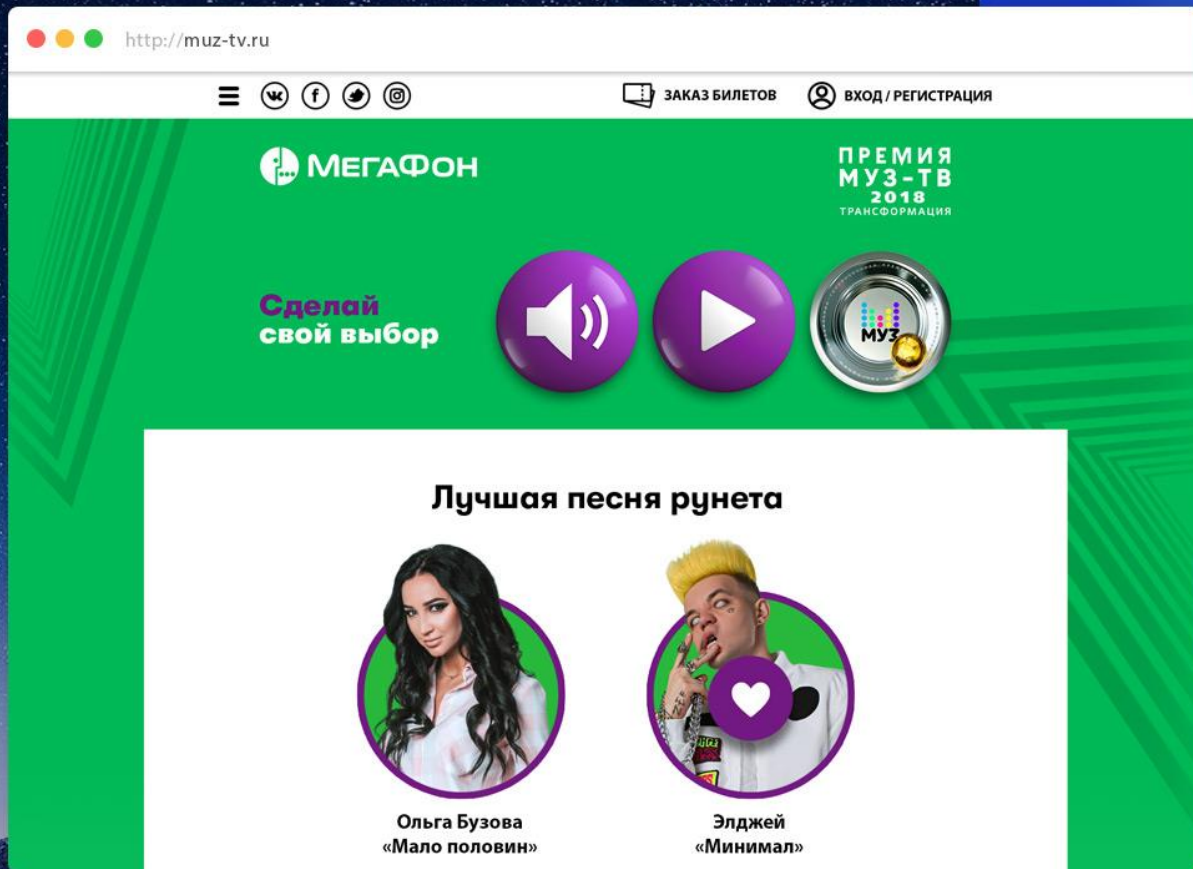 http://muz-tv.ru
ЗАКАЗ БИЛЕТОВ
ВХОД / РЕГИСТРАЦИЯ
МЕГАФОН
ПРЕМИЯ
МУЗ-ТВ
2018
ТРАНСФОРМАЦИЯ
Сделай
свой выбор
МУЗ
Лучшая песня рунета
Ольга Бузова
«Мало половин»
Элджей
«Минимал»